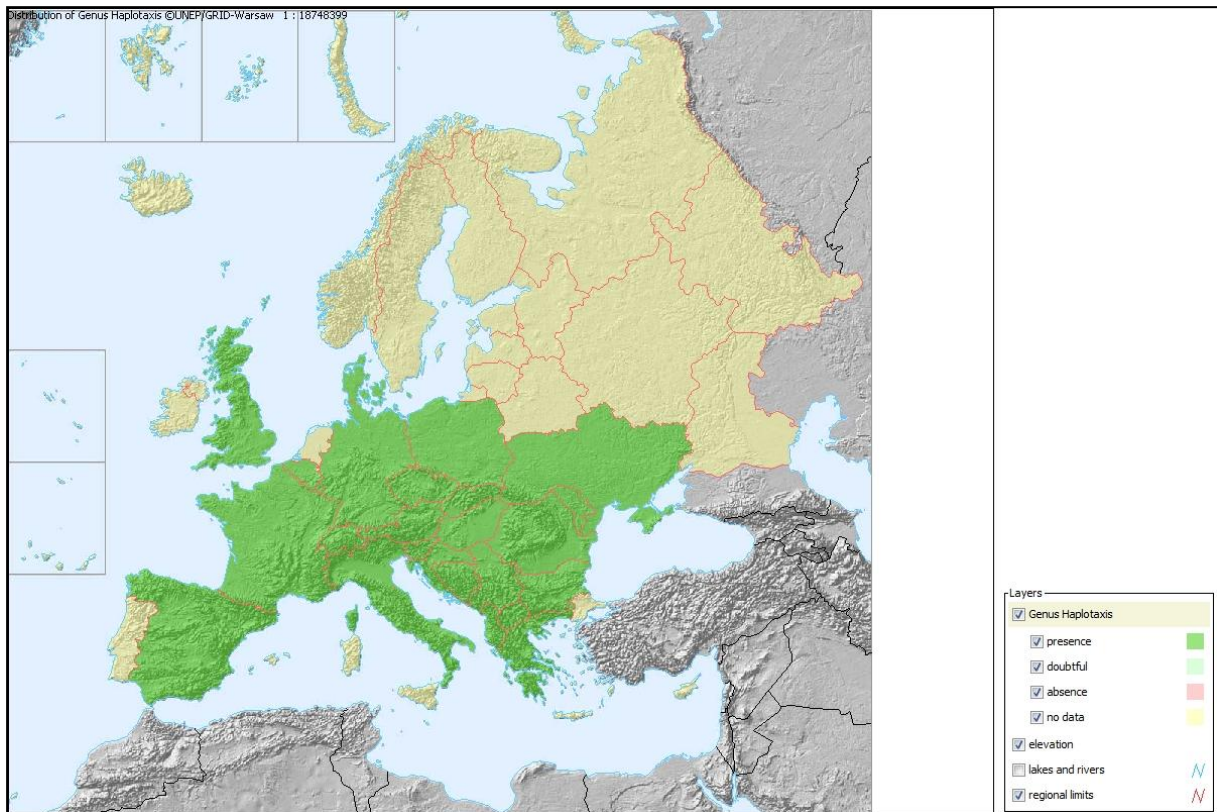 Distribution of Genus Haplotaxis ©UNEP/GRID-Warsaw 1 : 18748399
Layers
Genus Haplotaxis
presence
doubtful
absence
no data
elevation
lakes and rivers
regional limits